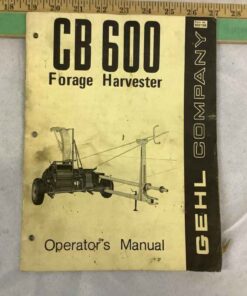 CB 600
Forage Harvester
GEHL COMPANY
Operator's Manual